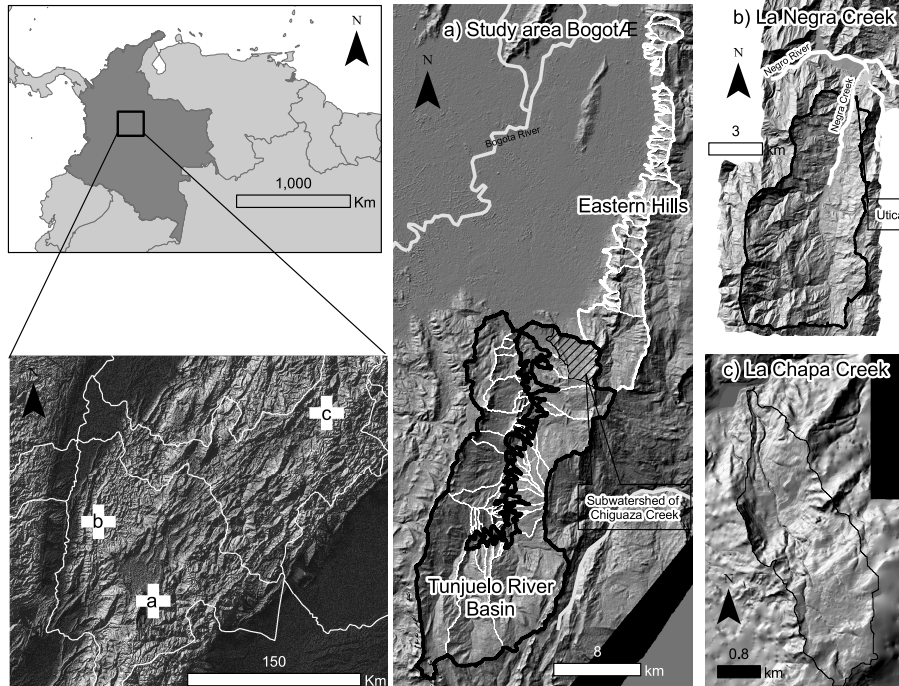 N
1,000
Km
N
c
b
a
150
Km
a) Study area BogotÆ
N
Bogota River
Eastern Hills
Subwatershed of
Chiguaza Creek
Tunjuelo River
Basin
8
km
b) La Negra Creek
N
Negro River
Negra Creek
3
km
Utica
c) La Chapa Creek
N
0.8
km